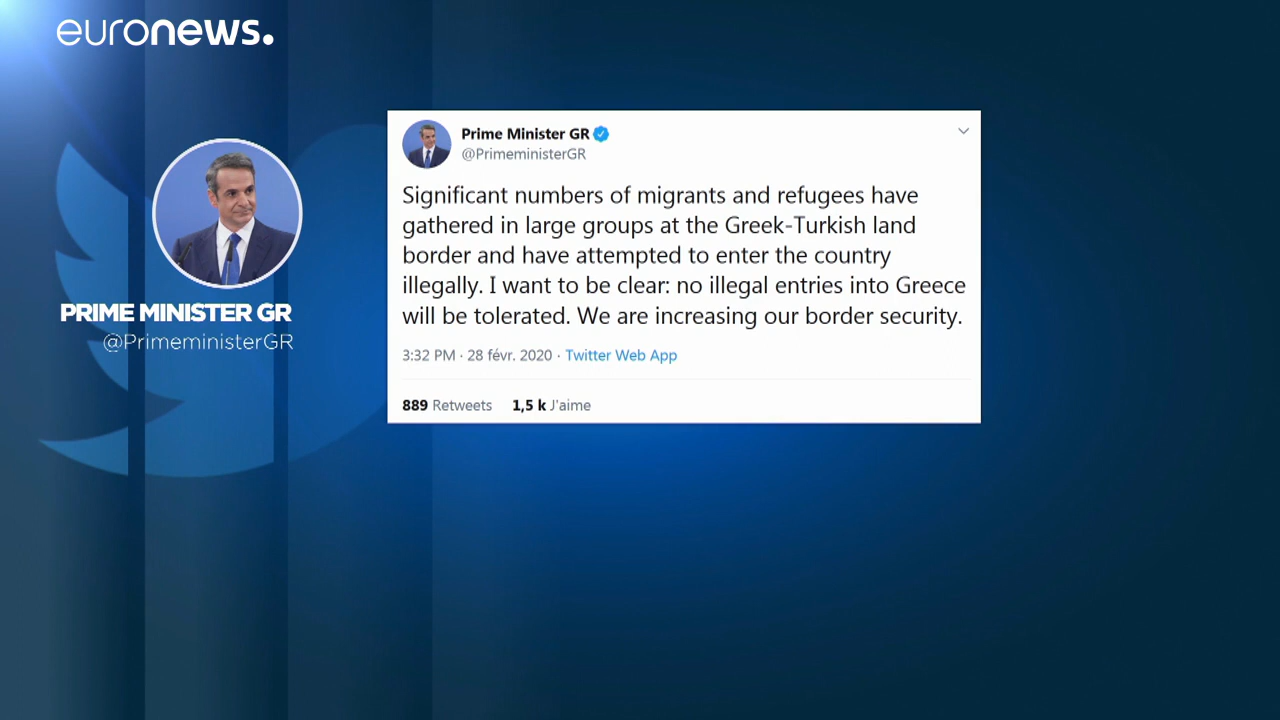 euronews.
PRIME MINISTER GR
@PrimeministerGR
Prime Minister GR
@PrimeministerGR
Significant numbers of migrants and refugees have
gathered in large groups at the Greek-Turkish land
border and have attempted to enter the country
illegally. I want to be clear: no illegal entries into Greece
will be tolerated. We are increasing our border security.
3:32 PM · 28 févr. 2020 · Twitter Web App
889 Retweets 1,5 k J'aime